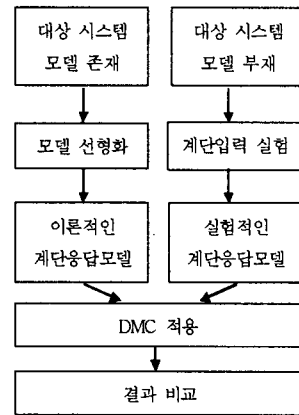 대상 시스템
모델 존재
대상 시스템
모델 부재
모델 선형화
계단입력 실험
이론적인
계단응답모델
실험적인
계단응답모델
DMC 적용
결과 비교